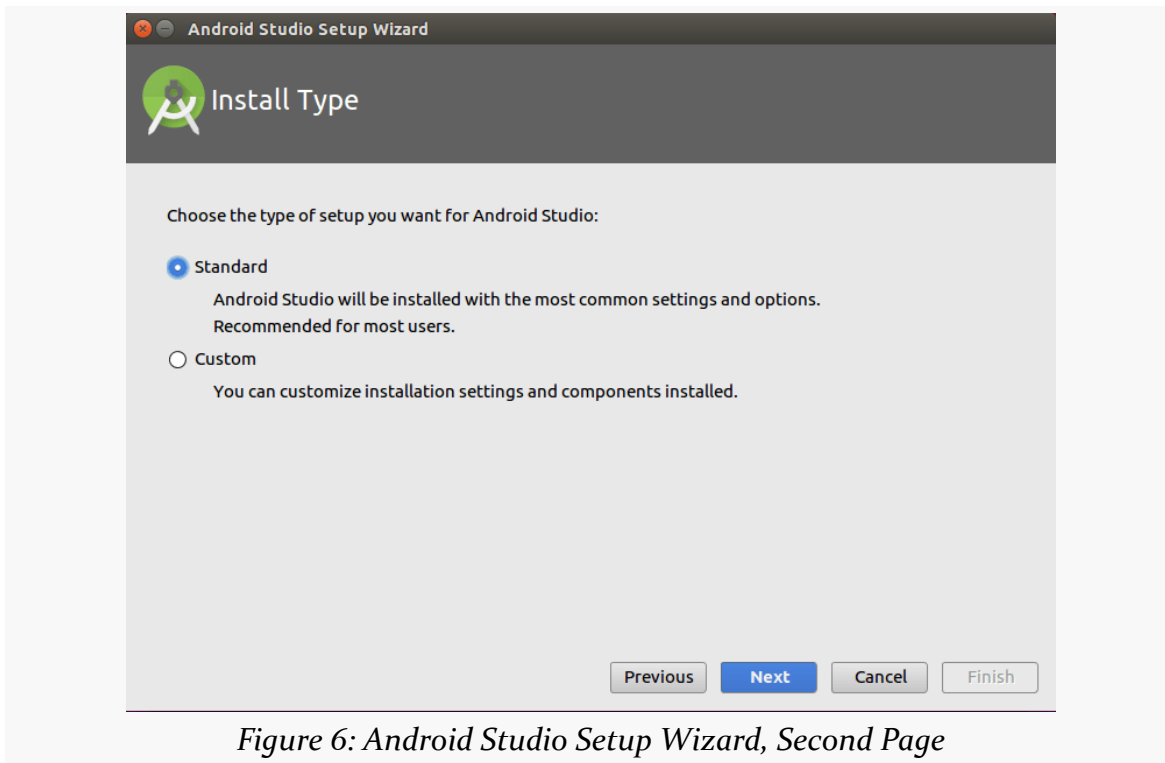 Android Studio Setup Wizard
Install Type
Choose the type of setup you want for Android Studio:
Standard
Android Studio will be installed with the most common settings and options.
Recommended for most users.
Custom
You can customize installation settings and components installed.
Previous Next Cancel Finish
Figure 6: Android Studio Setup Wizard, Second Page